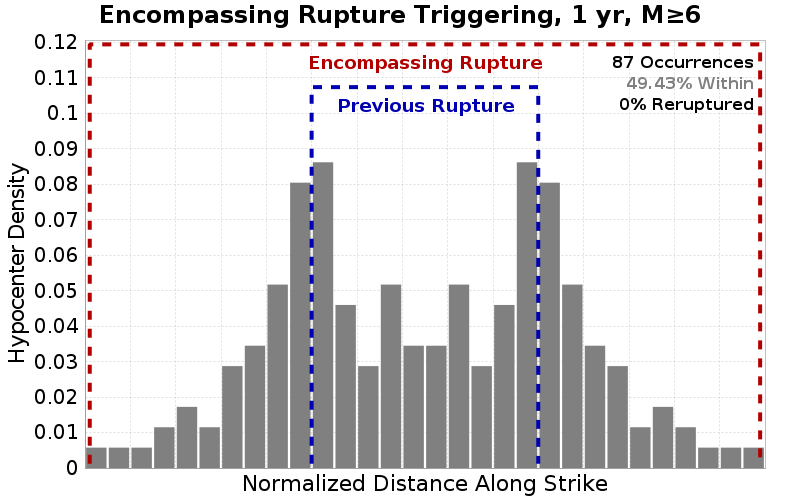 Encompassing Rupture Triggering, 1 yr, M≥6
0.12
0.11
0.1
0.09
0.08
0.07
0.06
0.05
0.04
0.03
0.02
0.01
0
Hypocenter Density
Encompassing Rupture
Previous Rupture
87 Occurrences
49.43% Within
0% Reruptured
Normalized Distance Along Strike